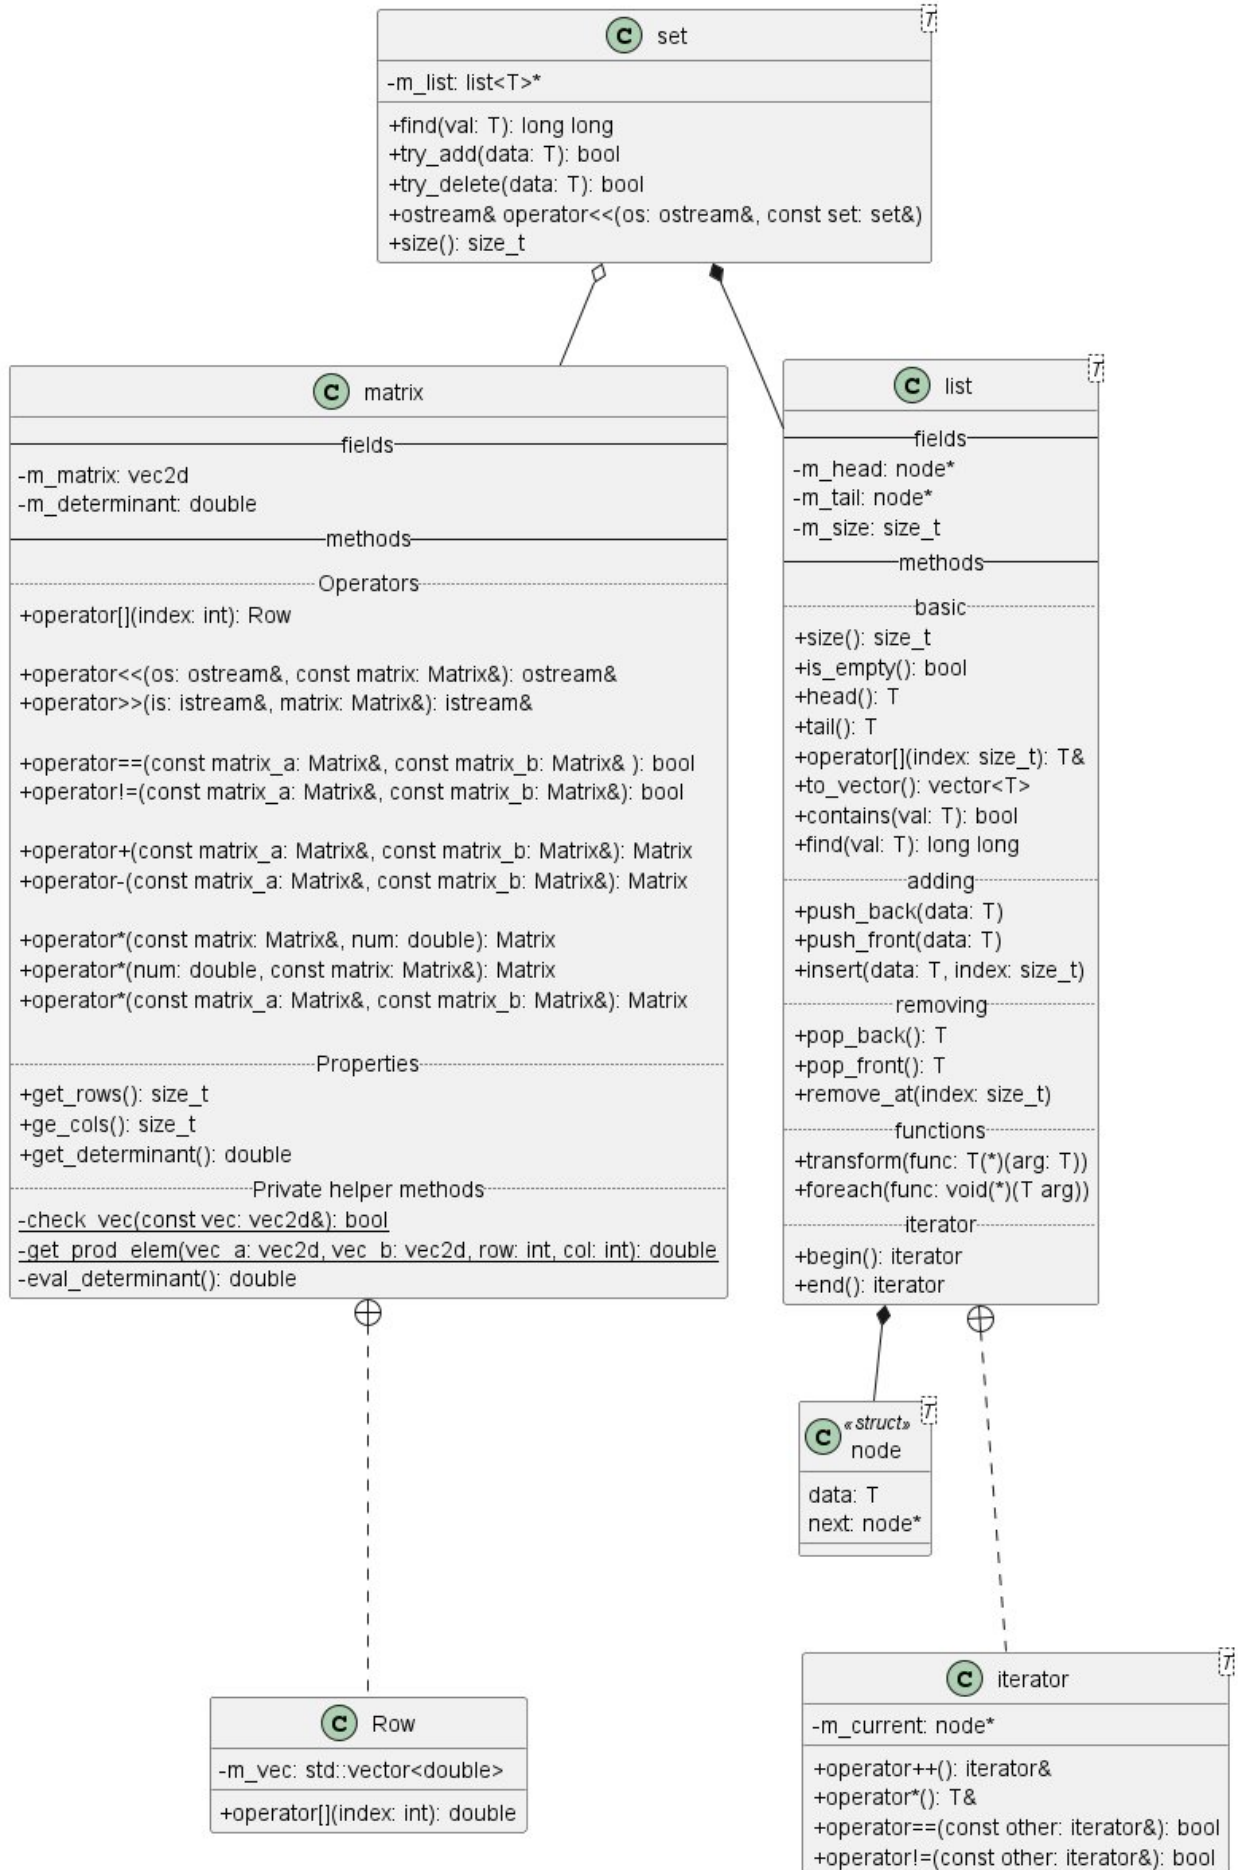 C set
T
-m_list: list<T>*
+find(val: T): long long
+try_add(data: T): bool
+try_delete(data: T): bool
+ostream& operator<<(os: ostream&, const set: set&)
+size(): size_t
C matrix
fields
-m_matrix: vec2d
-m_determinant: double
methods
Operators
+operator[](index: int): Row
+operator<<(os: ostream&, const matrix: Matrix&): ostream&
+operator>>(is: istream&, matrix: Matrix&): istream&
+operator==(const matrix_a: Matrix&, const matrix_b: Matrix& ): bool
+operator!=(const matrix_a: Matrix&, const matrix_b: Matrix&): bool
+operator+(const matrix_a: Matrix&, const matrix_b: Matrix&): Matrix
+operator-(const matrix_a: Matrix&, const matrix_b: Matrix&): Matrix
+operator*(const matrix: Matrix&, num: double): Matrix
+operator*(num: double, const matrix: Matrix&): Matrix
+operator*(const matrix_a: Matrix&, const matrix_b: Matrix&): Matrix
Properties
+get_rows(): size_t
+ge_cols(): size_t
+get_determinant(): double
Private helper methods
-check_vec(const vec: vec2d&): bool
-get_prod_elem(vec_a: vec2d, vec_b: vec2d, row: int, col: int): double
-eval_determinant(): double
C list
T
fields
-m_head: node*
-m_tail: node*
-m_size: size_t
methods
basic
+size(): size_t
+is_empty(): bool
+head(): T
+tail(): T
+operator[](index: size_t): T&
+to_vector(): vector<T>
+contains(val: T): bool
+find(val: T): long long
adding
+push_back(data: T)
+push_front(data: T)
+insert(data: T, index: size_t)
removing
+pop_back(): T
+pop_front(): T
+remove_at(index: size_t)
functions
+transform(func: T(*)(arg: T))
+foreach(func: void(*)(T arg))
iterator
+begin(): iterator
+end(): iterator
C «struct»
node
T
data: T
next: node*
C Row
-m_vec: std::vector<double>
+operator[](index: int): double
C iterator
T
-m_current: node*
+operator++(): iterator&
+operator*(): T&
+operator==(const other: iterator&): bool
+operator!=(const other: iterator&): bool